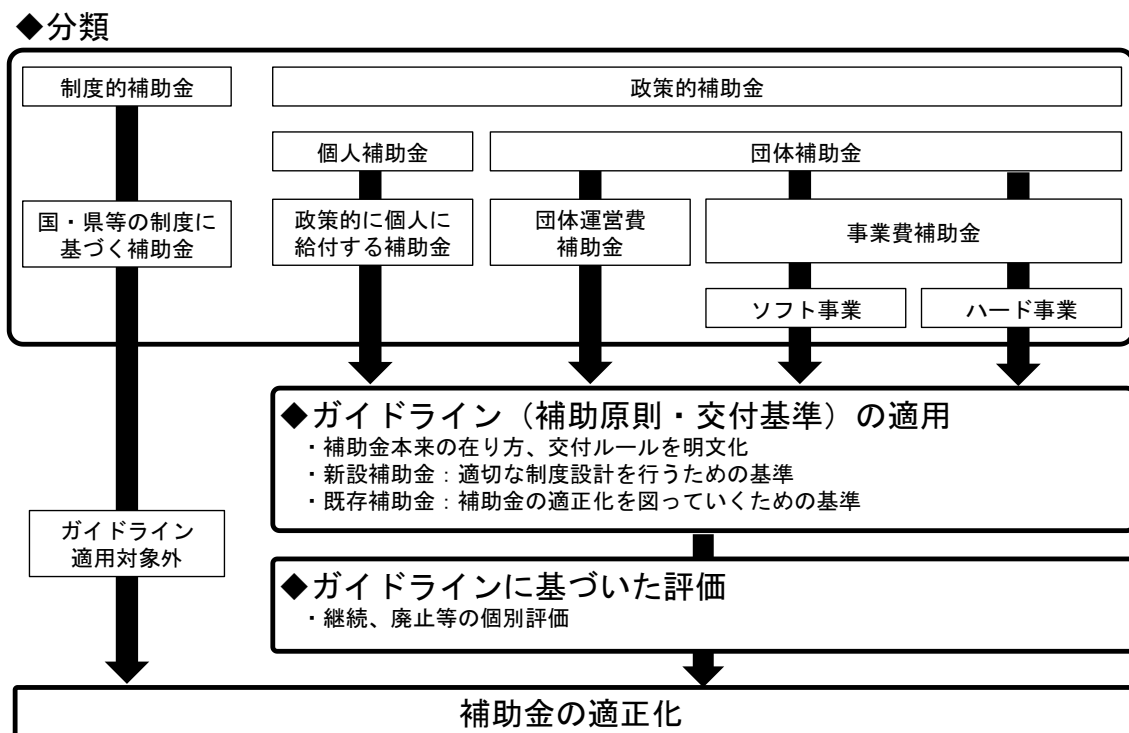 ◆分類
制度的補助金
政策的補助金
個人補助金
団体補助金
国・県等の制度に
基づく補助金
政策的に個人に
給付する補助金
団体運営費
補助金
事業費補助金
ソフト事業
ハード事業
◆ガイドライン（補助原則・交付基準）の適用
・補助金本来の在り方、交付ルールを明文化
・新設補助金：適切な制度設計を行うための基準
・既存補助金：補助金の適正化を図っていくための基準
ガイドライン
適用対象外
◆ガイドラインに基づいた評価
・継続、廃止等の個別評価
補助金の適正化